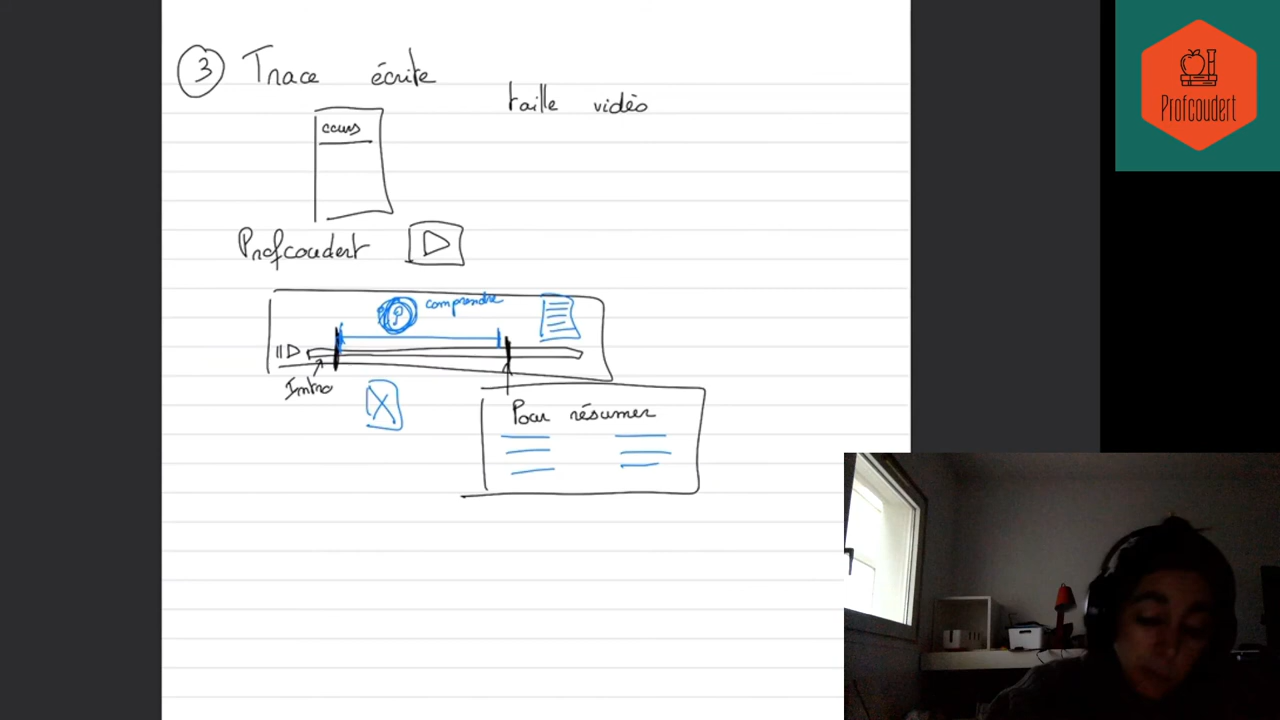 3 Trace écrite
taille vidéo
cours
Profcoudert
comprendre
Intro
Pour résumer
Profcoudert